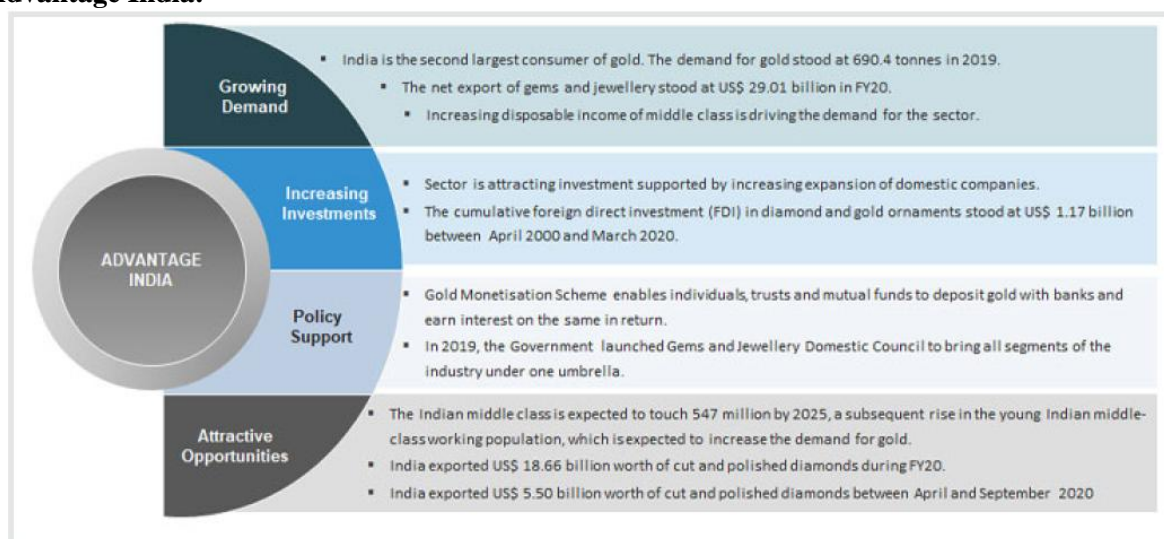 Advantage India:
Growing
Demand
▪ India is the second largest consumer of gold. The demand for gold stood at 690.4 tonnes in 2019.
▪ The net export of gems and jewellery stood at US$ 29.01 billion in FY20.
▪ Increasing disposable income of middle class is driving the demand for the sector.
ADVANTAGE
INDIA
Increasing
Investments
▪ Sector is attracting investment supported by increasing expansion of domestic companies.
▪ The cumulative foreign direct investment (FDI) in diamond and gold ornaments stood at US$ 1.17 billion
between April 2000 and March 2020.
Policy
Support
▪ Gold Monetisation Scheme enables individuals, trusts and mutual funds to deposit gold with banks and
earn interest on the same in return.
▪ In 2019, the Government launched Gems and Jewellery Domestic Council to bring all segments of the
industry under one umbrella.
Attractive
Opportunities
▪ The Indian middle class is expected to touch 547 million by 2025, a subsequent rise in the young Indian middle-
class working population, which is expected to increase the demand for gold.
▪ India exported US$ 18.66 billion worth of cut and polished diamonds during FY20.
▪ India exported US$ 5.50 billion worth of cut and polished diamonds between April and September 2020